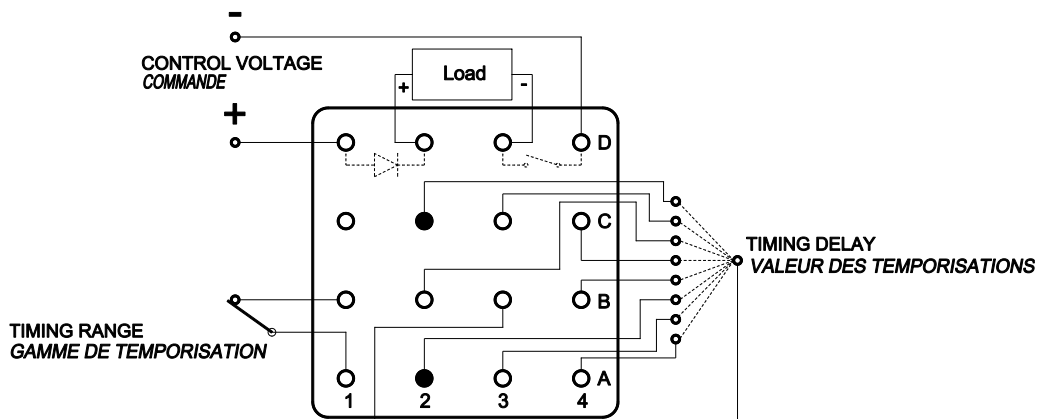 -
CONTROL VOLTAGE
COMMANDE
+
Load
+ -
D
C
B
A
1 2 3 4
TIMING DELAY
VALEUR DES TEMPORISATIONS
TIMING RANGE
GAMME DE TEMPORISATION